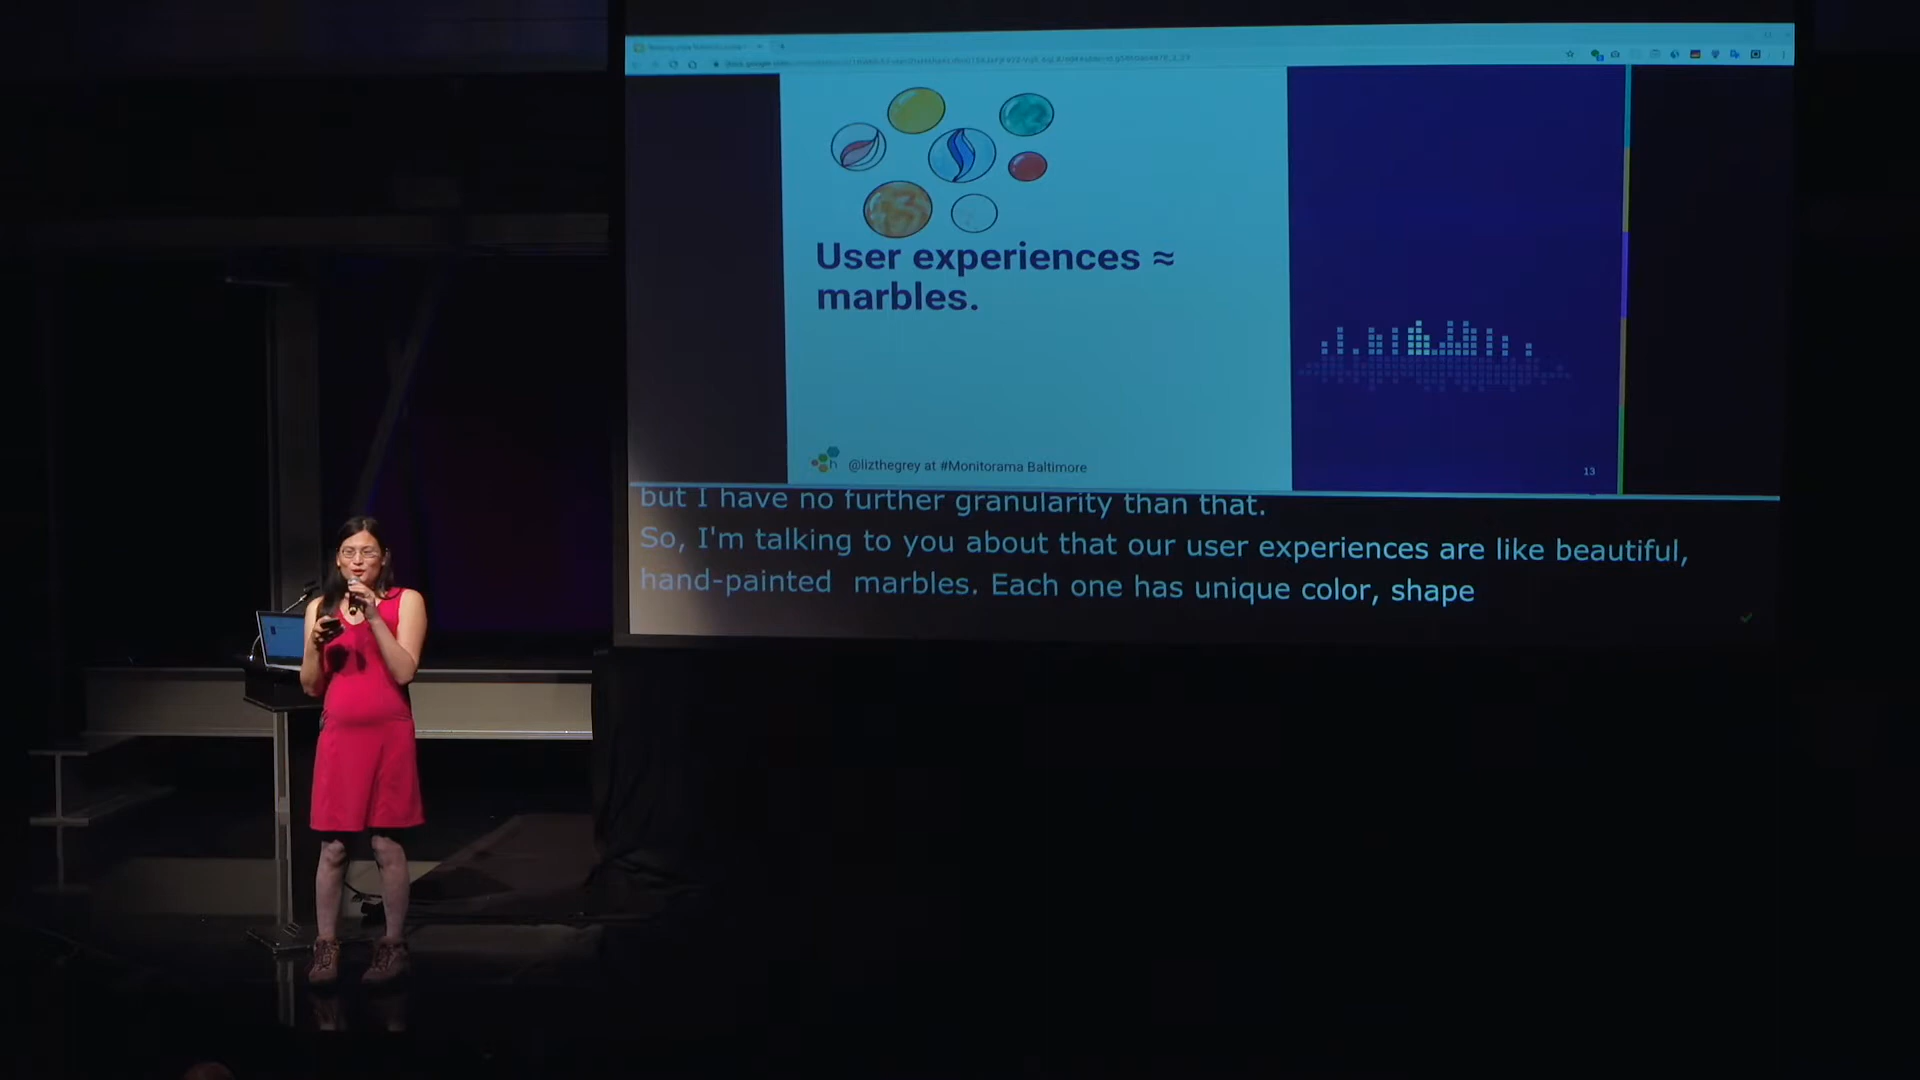 User experiences ≈
marbles.
h
@lizthegrey at #Monitorama Baltimore
13
but I have no further granularity than that.
So, I'm talking to you about that our user experiences are like beautiful,
hand-painted marbles. Each one has unique color, shape